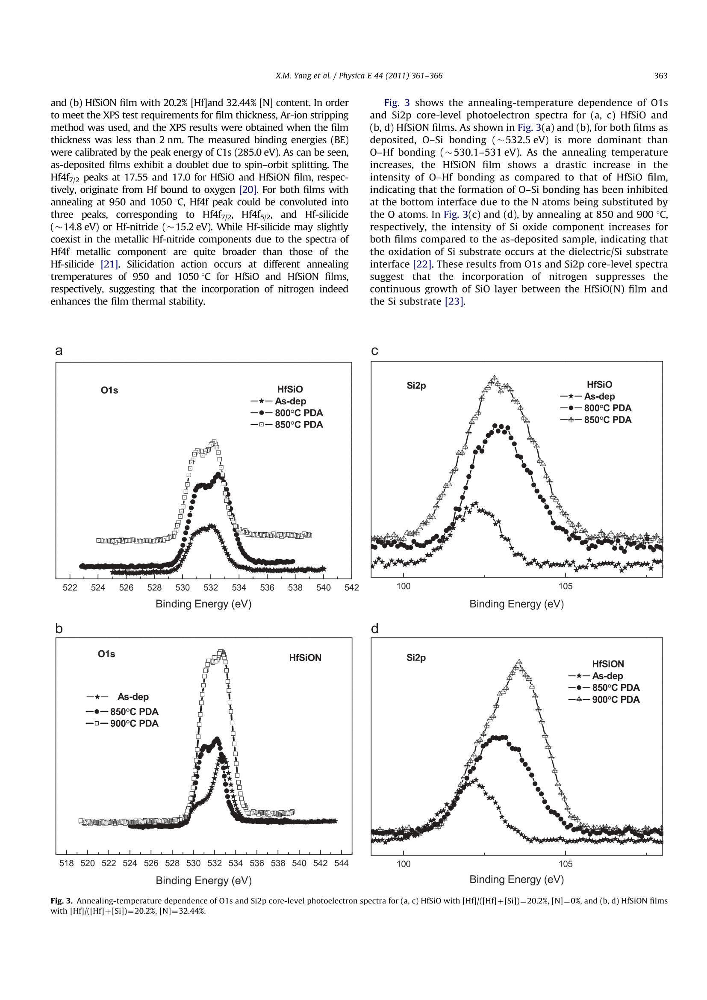 X.M. Yang et al. / Physica E 44 (2011) 361–366
363
and (b) HfSiON film with 20.2% [Hf]and 32.44% [N] content. In order
to meet the XPS test requirements for film thickness, Ar-ion stripping
method was used, and the XPS results were obtained when the film
thickness was less than 2 nm. The measured binding energies (BE)
were calibrated by the peak energy of C1s (285.0 eV). As can be seen,
as-deposited films exhibit a doublet due to spin–orbit splitting. The
Hf4f7/2 peaks at 17.55 and 17.0 for HfSiO and HfSiON film, respec-
tively, originate from Hf bound to oxygen [20]. For both films with
annealing at 950 and 1050 °C, Hf4f peak could be convoluted into
three peaks, corresponding to Hf4f7/2, Hf4f5/2, and Hf-silicide
(∼14.8 eV) or Hf-nitride (∼15.2 eV). While Hf-silicide may slightly
coexist in the metallic Hf-nitride components due to the spectra of
Hf4f metallic component are quite broader than those of the
Hf-silicide [21]. Silicidation action occurs at different annealing
tremperatures of 950 and 1050 °C for HfSiO and HfSiON films,
respectively, suggesting that the incorporation of nitrogen indeed
enhances the film thermal stability.
Fig. 3 shows the annealing-temperature dependence of O1s
and Si2p core-level photoelectron spectra for (a, c) HfSiO and
(b, d) HfSiON films. As shown in Fig. 3(a) and (b), for both films as
deposited, O–Si bonding (∼532.5 eV) is more dominant than
O–Hf bonding (∼530.1–531 eV). As the annealing temperature
increases, the HfSiON film shows a drastic increase in the
intensity of O–Hf bonding as compared to that of HfSiO film,
indicating that the formation of O–Si bonding has been inhibited
at the bottom interface due to the N atoms being substituted by
the O atoms. In Fig. 3(c) and (d), by annealing at 850 and 900 °C,
respectively, the intensity of Si oxide component increases for
both films compared to the as-deposited sample, indicating that
the oxidation of Si substrate occurs at the dielectric/Si substrate
interface [22]. These results from O1s and Si2p core-level spectra
suggest that the incorporation of nitrogen suppresses the
continuous growth of SiO layer between the HfSiO(N) film and
the Si substrate [23].
a
O1s
HfSiO
As-dep
800°C PDA
850°C PDA
522 524 526 528 530 532 534 536 538 540 542
Binding Energy (eV)
c
Si2p
HfSiO
As-dep
800°C PDA
850°C PDA
100 105
Binding Energy (eV)
b
O1s
HfSiON
As-dep
850°C PDA
900°C PDA
518 520 522 524 526 528 530 532 534 536 538 540 542 544
Binding Energy (eV)
d
Si2p
HfSiON
As-dep
850°C PDA
900°C PDA
100 105
Binding Energy (eV)
Fig. 3. Annealing-temperature dependence of O1s and Si2p core-level photoelectron spectra for (a, c) HfSiO with [Hf]/([Hf]+[Si])=20.2%, [N]=0%, and (b, d) HfSiON films
with [Hf]/([Hf]+[Si])=20.2%, [N]=32.44%.